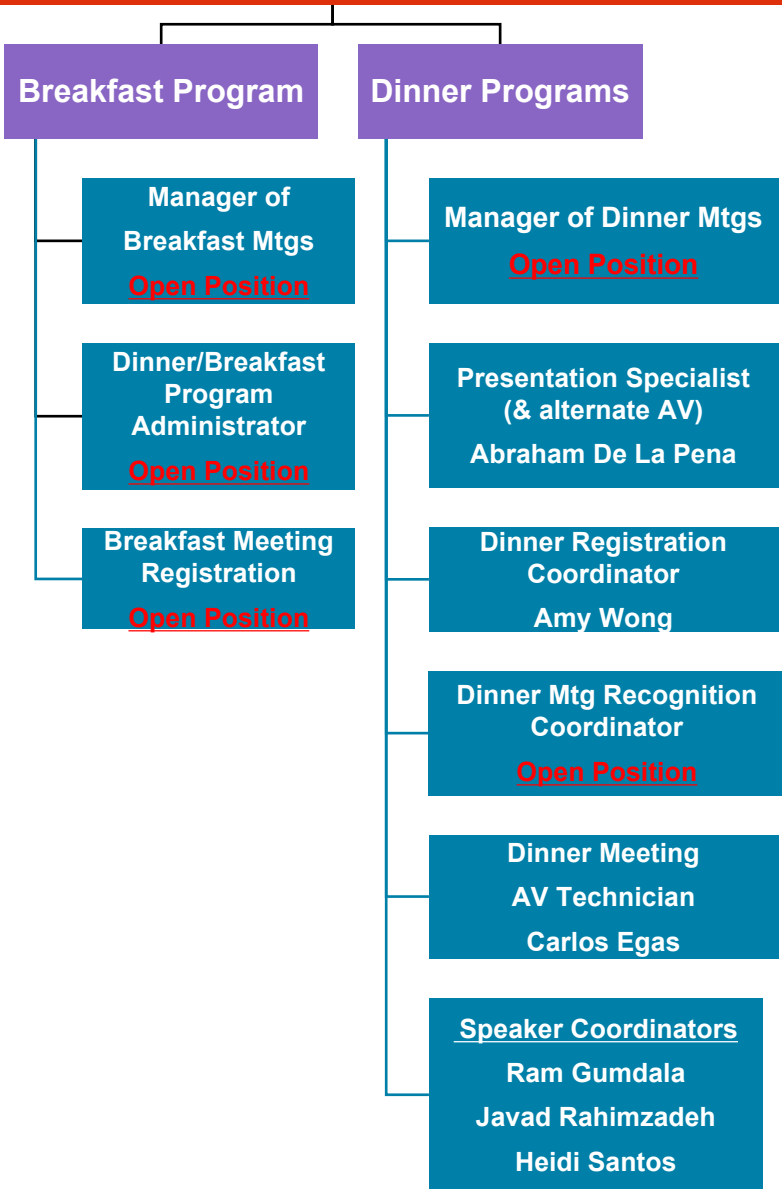 Breakfast Program
Manager of
Breakfast Mtgs
Open Position
Dinner/Breakfast
Program
Administrator
Open Position
Breakfast Meeting
Registration
Open Position
Dinner Programs
Manager of Dinner Mtgs
Open Position
Presentation Specialist
(& alternate AV)
Abraham De La Pena
Dinner Registration
Coordinator
Amy Wong
Dinner Mtg Recognition
Coordinator
Open Position
Dinner Meeting
AV Technician
Carlos Egas
Speaker Coordinators
Ram Gumdala
Javad Rahimzadeh
Heidi Santos